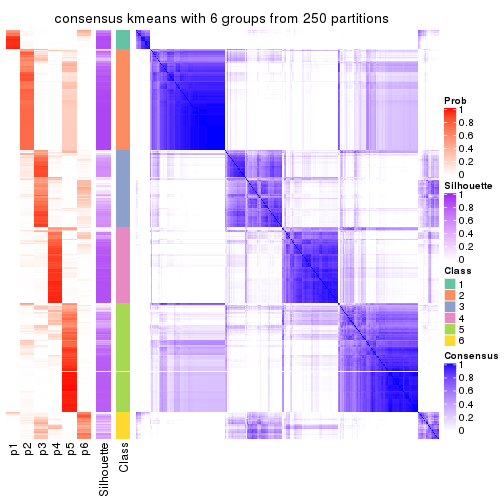 consensus kmeans with 6 groups from 250 partitions
Prob
1
0.8
0.6
0.4
0.2
0
Silhouette
1
0.8
0.6
0.4
0.2
0
Class
1
2
3
4
5
6
Consensus
1
0.8
0.6
0.4
0.2
0
p1
p2
p3
p4
p5
p6
Silhouette
Class